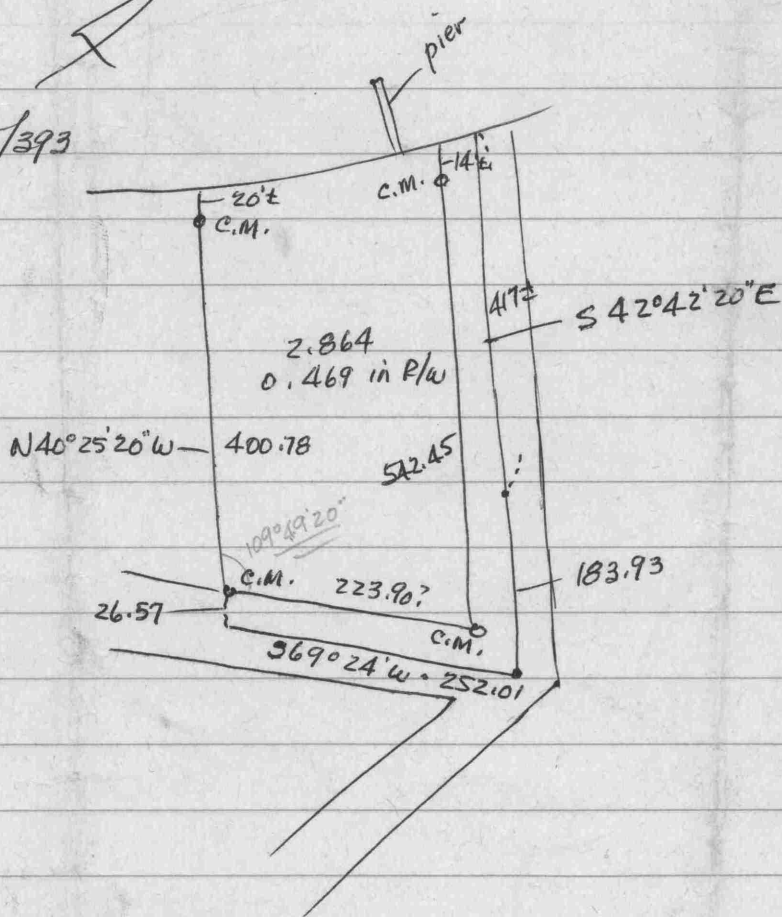 pier
/393
14'±
C.M.
20'±
C.M.
417±
S 42°42'20"E
2.864
0.469 in R/W
N40°25'20"W
400.78
542.45
109°49'20"
C.M.
223.90?
183.93
26.57
C.M.
S69°24'W
252.01